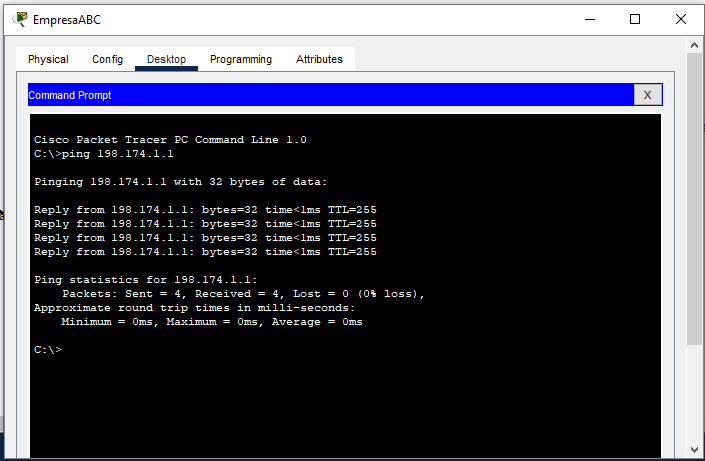 EmpresaABC
Physical Config Desktop Programming Attributes
Command Prompt X
Cisco Packet Tracer PC Command Line 1.0
C:\>ping 198.174.1.1
Pinging 198.174.1.1 with 32 bytes of data:
Reply from 198.174.1.1: bytes=32 time<1ms TTL=255
Reply from 198.174.1.1: bytes=32 time<1ms TTL=255
Reply from 198.174.1.1: bytes=32 time<1ms TTL=255
Reply from 198.174.1.1: bytes=32 time<1ms TTL=255
Ping statistics for 198.174.1.1:
Packets: Sent = 4, Received = 4, Lost = 0 (0% loss),
Approximate round trip times in milli-seconds:
Minimum = 0ms, Maximum = 0ms, Average = 0ms
C:\>